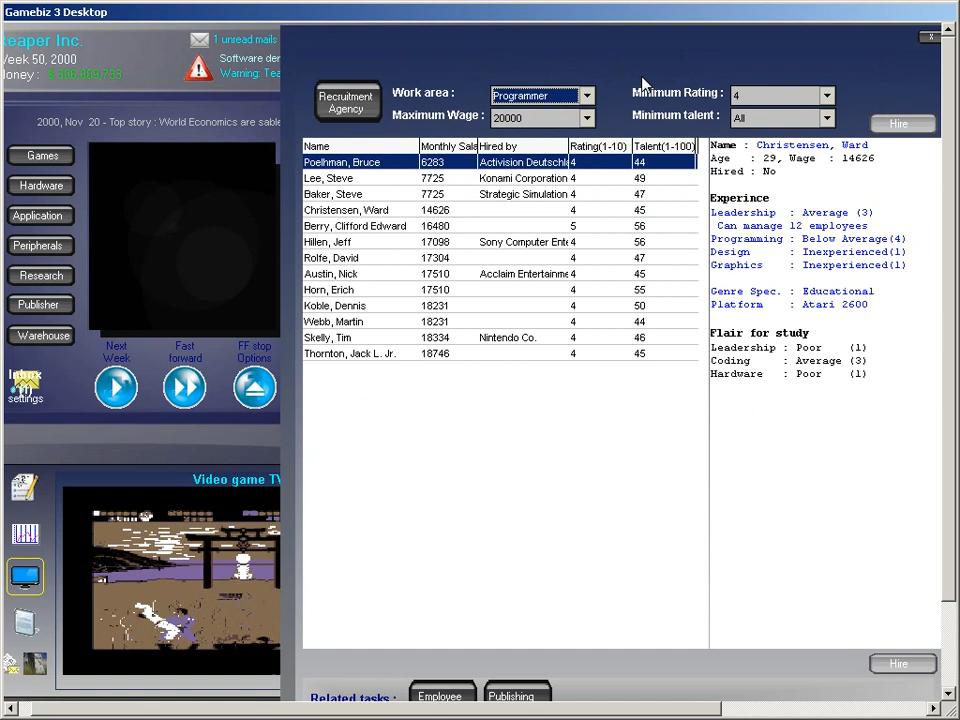 Gamebiz 3 Desktop
Reaper Inc.
Week 50, 2000
Money :
1 unread mails
Software der
Warning: Tea
2000, Nov 20 - Top story : World Economics are sable
Games
Hardware
Application
Peripherals
Research
Publisher
Warehouse
Next Week
Fast forward
FF stop Options
Inbox
settings
Video game TV
x
Recruitment Agency
Work area : Programmer
Maximum Wage : 20000
Minimum Rating : 4
Minimum talent : All
Hire
Name Monthly Sala Hired by Rating(1-10) Talent(1-100)
Poelhman, Bruce 6283 Activision Deutschla 4 44
Lee, Steve 7725 Konami Corporation 4 49
Baker, Steve 7725 Strategic Simulation 4 47
Christensen, Ward 14626 4 45
Berry, Clifford Edward 16480 5 56
Hillen, Jeff 17098 Sony Computer Ente 4 56
Rolfe, David 17304 4 47
Austin, Nick 17510 Acclaim Entertainme 4 45
Horn, Erich 17510 4 55
Koble, Dennis 18231 4 50
Webb, Martin 18231 4 44
Skelly, Tim 18334 Nintendo Co. 4 46
Thornton, Jack L. Jr. 18746 4 45
Name : Christensen, Ward
Age : 29, Wage : 14626
Hired : No
Experince
Leadership : Average (3)
Can manage 12 employees
Programming : Below Average(4)
Design : Inexperienced(1)
Graphics : Inexperienced(1)
Genre Spec. : Educational
Platform : Atari 2600
Flair for study
Leadership : Poor (1)
Coding : Average (3)
Hardware : Poor (1)
Hire
Related tasks :
Employee
Publishing